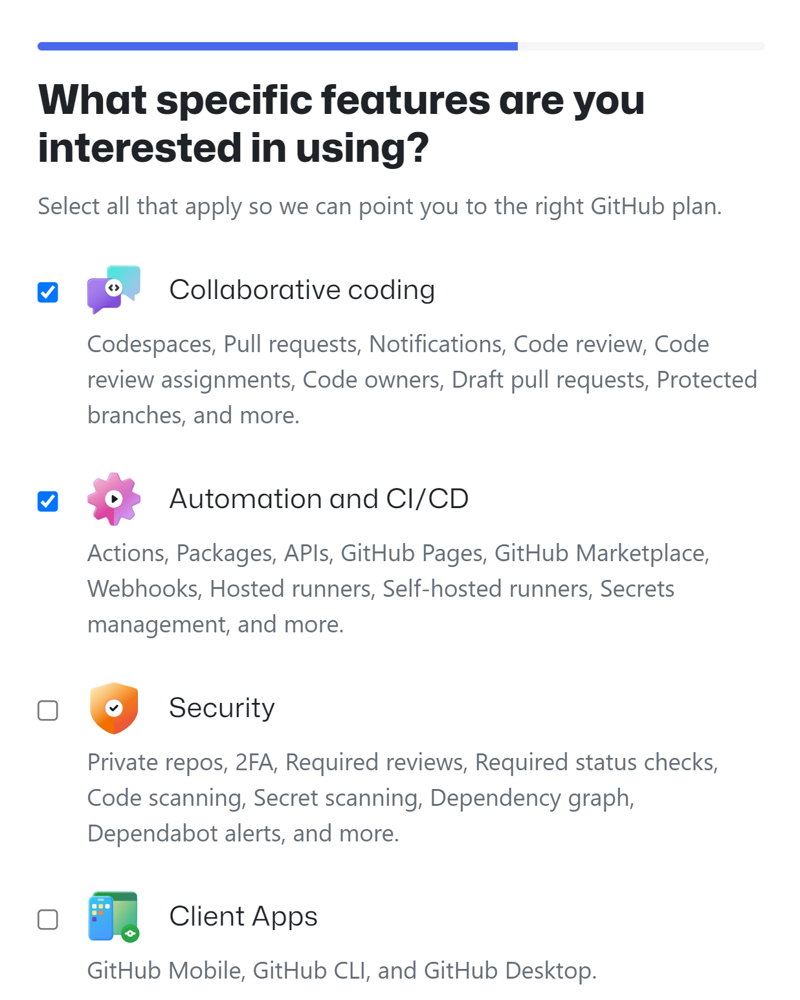 What specific features are you
interested in using?
Select all that apply so we can point you to the right GitHub plan.
Collaborative coding
Codespaces, Pull requests, Notifications, Code review, Code
review assignments, Code owners, Draft pull requests, Protected
branches, and more.
Automation and CI/CD
Actions, Packages, APIs, GitHub Pages, GitHub Marketplace,
Webhooks, Hosted runners, Self-hosted runners, Secrets
management, and more.
Security
Private repos, 2FA, Required reviews, Required status checks,
Code scanning, Secret scanning, Dependency graph,
Dependabot alerts, and more.
Client Apps
GitHub Mobile, GitHub CLI, and GitHub Desktop.